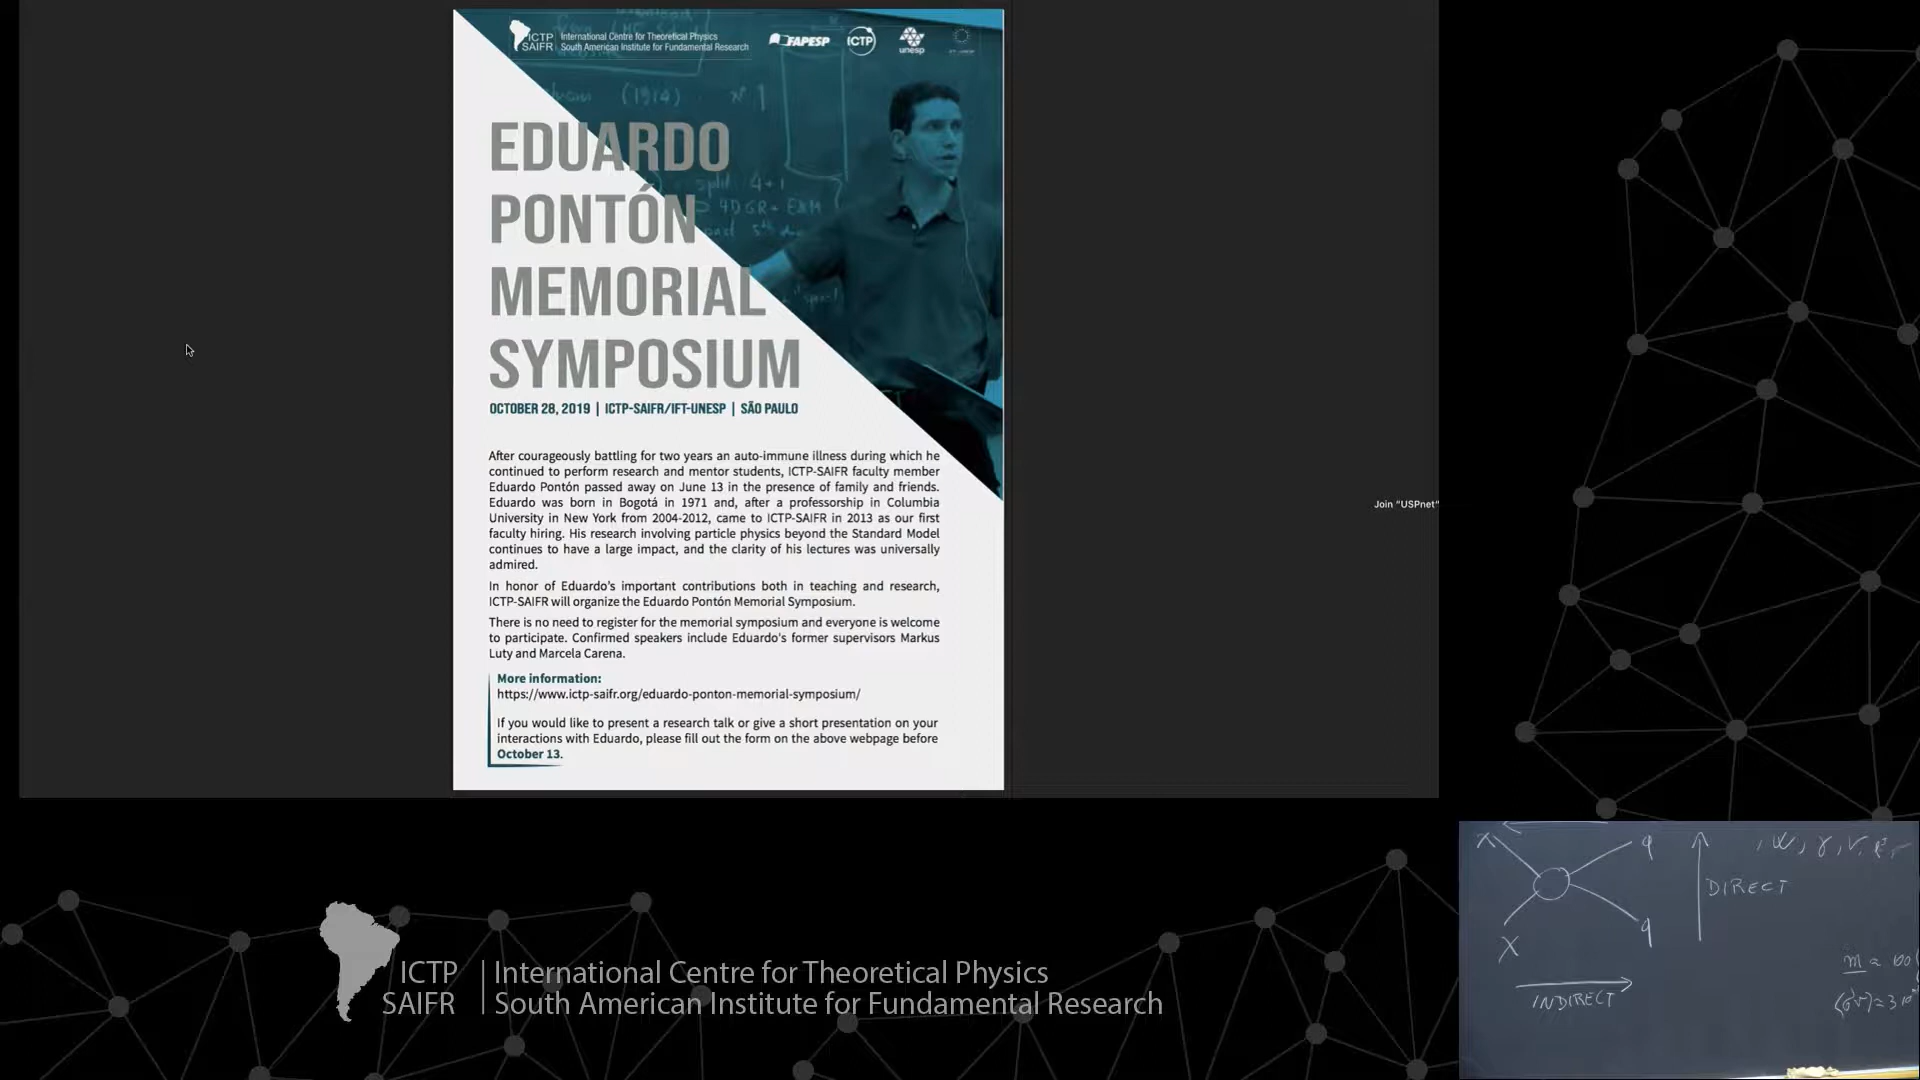 ICTP
SAIFR
International Centre for Theoretical Physics
South American Institute for Fundamental Research
FAPESP
ICTP
unesp
(1914)
EDUARDO
PONTÓN
MEMORIAL
SYMPOSIUM
split 4+1
4D GR + E&M
OCTOBER 28, 2019 | ICTP-SAIFR/IFT-UNESP | SÃO PAULO
After courageously battling for two years an auto-immune illness during which he
continued to perform research and mentor students, ICTP-SAIFR faculty member
Eduardo Pontón passed away on June 13 in the presence of family and friends.
Eduardo was born in Bogotá in 1971 and, after a professorship in Columbia
University in New York from 2004-2012, came to ICTP-SAIFR in 2013 as our first
faculty hiring. His research involving particle physics beyond the Standard Model
continues to have a large impact, and the clarity of his lectures was universally
admired.
In honor of Eduardo's important contributions both in teaching and research,
ICTP-SAIFR will organize the Eduardo Pontón Memorial Symposium.
There is no need to register for the memorial symposium and everyone is welcome
to participate. Confirmed speakers include Eduardo's former supervisors Markus
Luty and Marcela Carena.
More information:
https://www.ictp-saifr.org/eduardo-ponton-memorial-symposium/
If you would like to present a research talk or give a short presentation on your
interactions with Eduardo, please fill out the form on the above webpage before
October 13.
Join “USPnet”
X q
DIRECT
X q
INDIRECT
ICTP
SAIFR
International Centre for Theoretical Physics
South American Institute for Fundamental Research